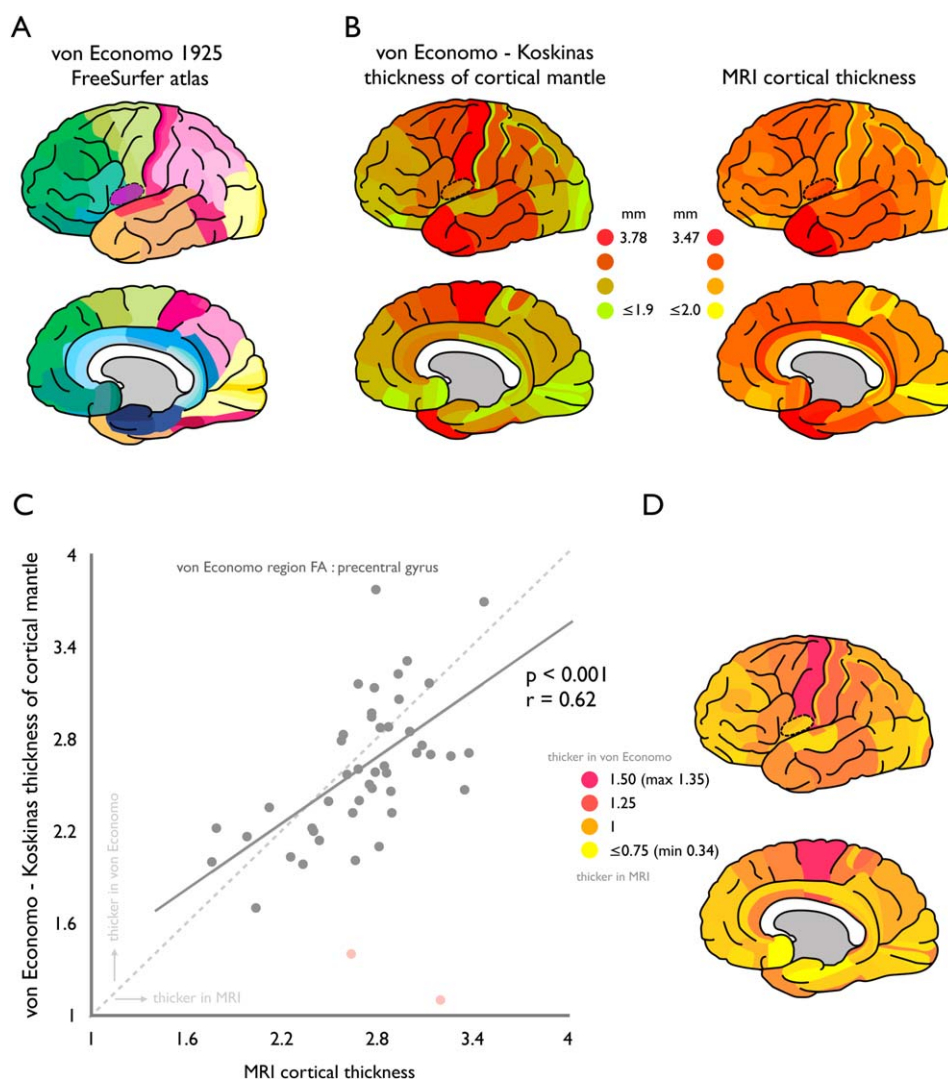 A
von Economo 1925
FreeSurfer atlas
B
von Economo - Koskinas
thickness of cortical mantle
MRI cortical thickness
mm mm
3.78 3.47
≤1.9 ≤2.0
C
von Economo - Koskinas thickness of cortical mantle
4
3.4
2.8
2.2
1.6
1
von Economo region FA : precentral gyrus
p < 0.001
r = 0.62
thicker in von Economo
thicker in MRI
1 1.6 2.2 2.8 3.4 4
MRI cortical thickness
D
thicker in von Economo
1.50 (max 1.35)
1.25
1
≤0.75 (min 0.34)
thicker in MRI